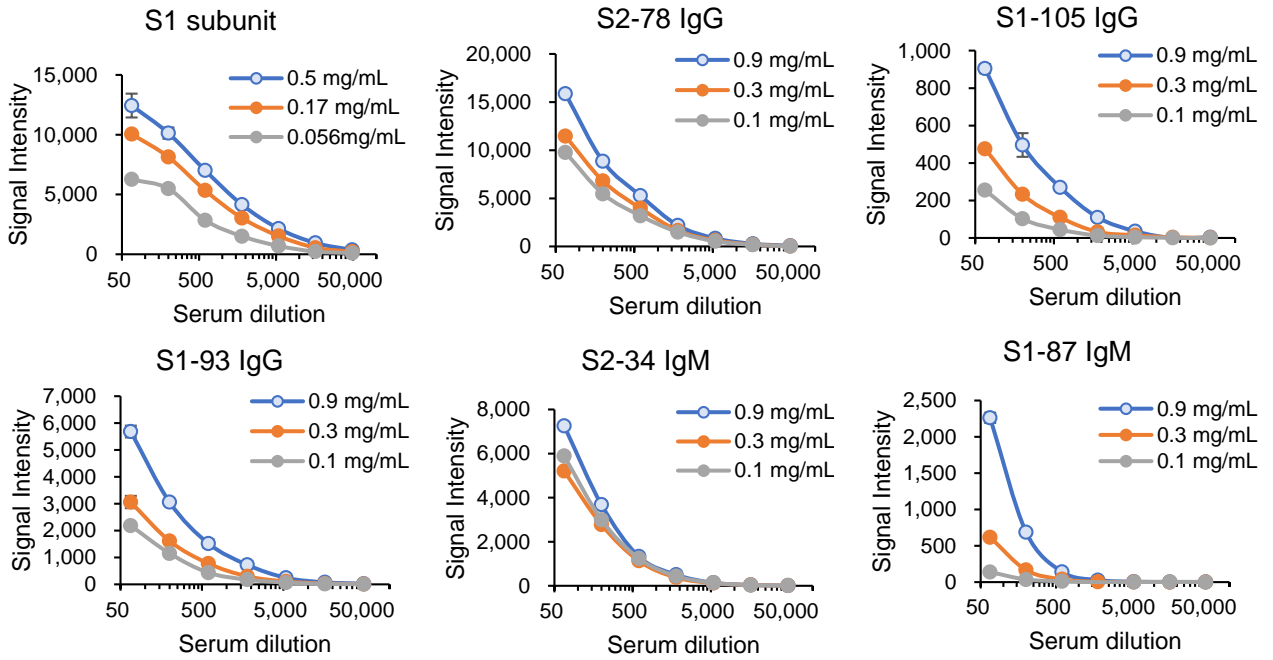 S1 subunit
15,000
10,000
5,000
0
50
500
5,000
50,000
Signal Intensity
Serum dilution
0.5 mg/mL
0.17 mg/mL
0.056mg/mL
S2-78 IgG
20,000
15,000
10,000
5,000
0
50
500
5,000
50,000
Signal Intensity
Serum dilution
0.9 mg/mL
0.3 mg/mL
0.1 mg/mL
S1-105 IgG
1,000
800
600
400
200
0
50
500
5,000
50,000
Signal Intensity
Serum dilution
0.9 mg/mL
0.3 mg/mL
0.1 mg/mL
S1-93 IgG
7,000
6,000
5,000
4,000
3,000
2,000
1,000
0
50
500
5,000
50,000
Signal Intensity
Serum dilution
0.9 mg/mL
0.3 mg/mL
0.1 mg/mL
S2-34 IgM
8,000
6,000
4,000
2,000
0
50
500
5,000
50,000
Signal Intensity
Serum dilution
0.9 mg/mL
0.3 mg/mL
0.1 mg/mL
S1-87 IgM
2,500
2,000
1,500
1,000
500
0
50
500
5,000
50,000
Signal Intensity
Serum dilution
0.9 mg/mL
0.3 mg/mL
0.1 mg/mL